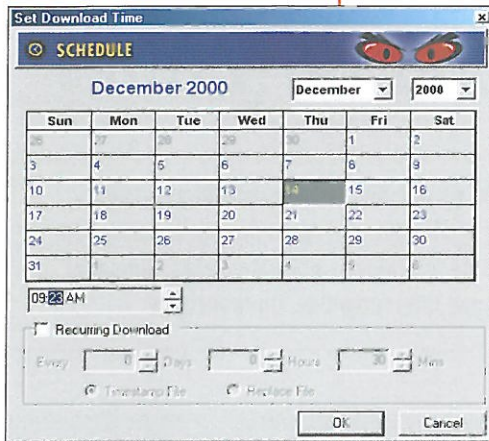 Set Download Time
SCHEDULE
December 2000
December
2000
Sun Mon Tue Wed Thu Fri Sat
26 27 28 29 30 1 2
3 4 5 6 7 8 9
10 11 12 13 14 15 16
17 18 19 20 21 22 23
24 25 26 27 28 29 30
31 1 2 3 4 5 6
09:23 AM
Recurring Download
Every 0 Days 0 Hours 30 Mins
Timestamp File Replace File
OK Cancel